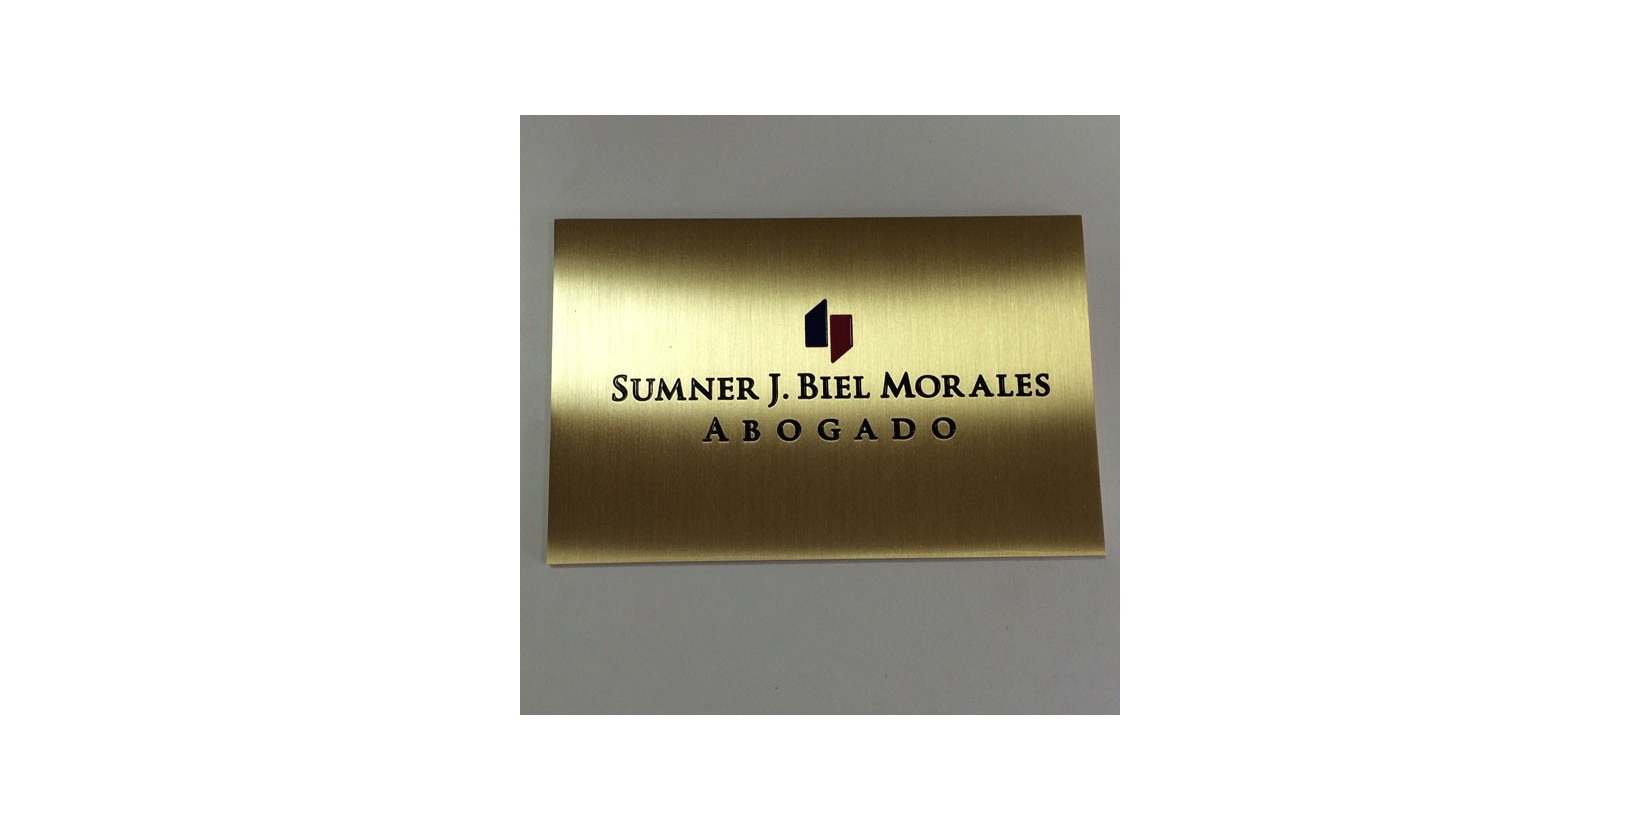 SUMNER J. BIEL MORALES
ABOGADO